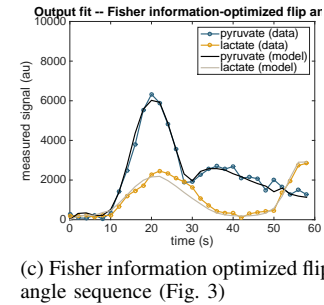 Output fit -- Fisher information-optimized flip an
pyruvate (data)
lactate (data)
pyruvate (model)
lactate (model)
measured signal (au)
10000
8000
6000
4000
2000
0
0 10 20 30 40 50 60
time (s)
(c) Fisher information optimized flip
angle sequence (Fig. 3)